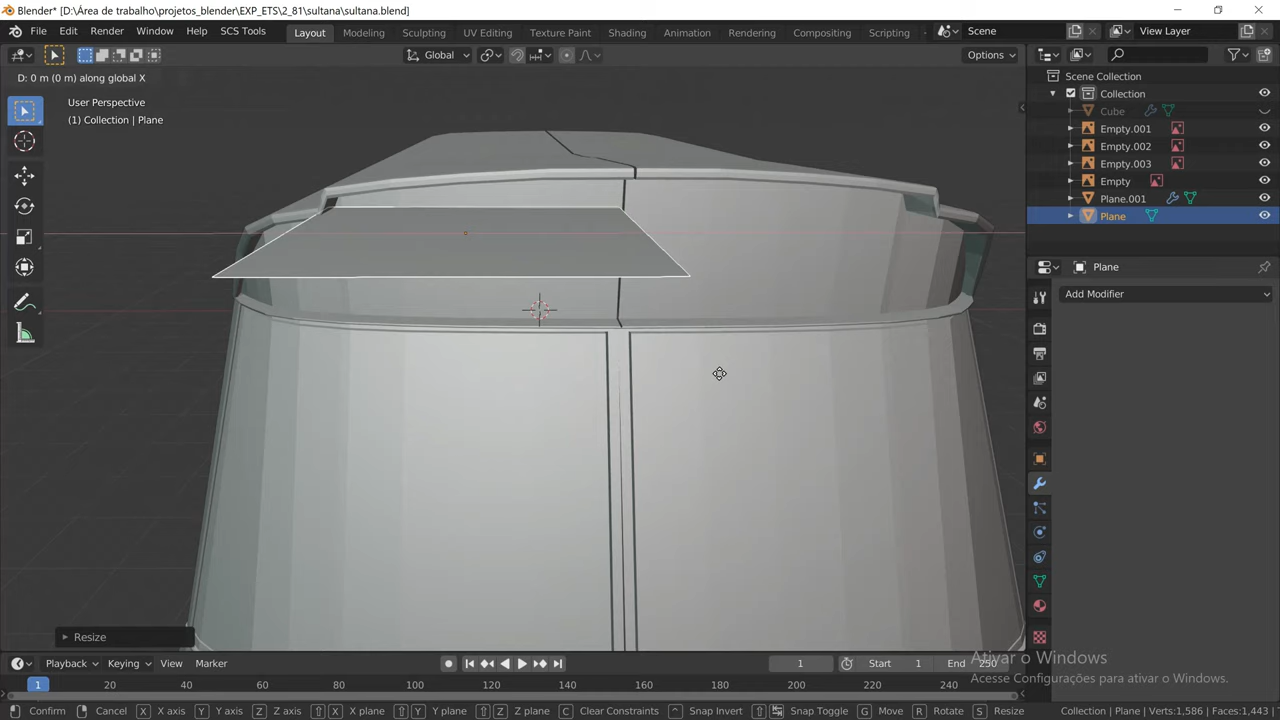 Blender* [D:\Área de trabalho\projetos_blender\EXP_ETS\2_81\sultana\sultana.blend]
File Edit Render Window Help SCS Tools Layout Modeling Sculpting UV Editing Texture Paint Shading Animation Rendering Compositing Scripting Scene View Layer
Global Options
D: 0 m (0 m) along global X
User Perspective
(1) Collection | Plane
Scene Collection
Collection
Cube
Empty.001
Empty.002
Empty.003
Empty
Plane.001
Plane
Plane
Add Modifier
Resize
Ativar o Windows
Acesse Configurações para ativar o Windows.
Playback Keying View Marker 1 Start 1 End 250
1 20 40 60 80 100 120 140 160 180 200 220 240
Confirm Cancel X X axis Y Y axis Z Z axis X X plane Y Y plane Z Z plane C Clear Constraints ^ Snap Invert Snap Toggle G Move R Rotate S Resize Collection | Plane | Verts:1,586 | Faces:1,443